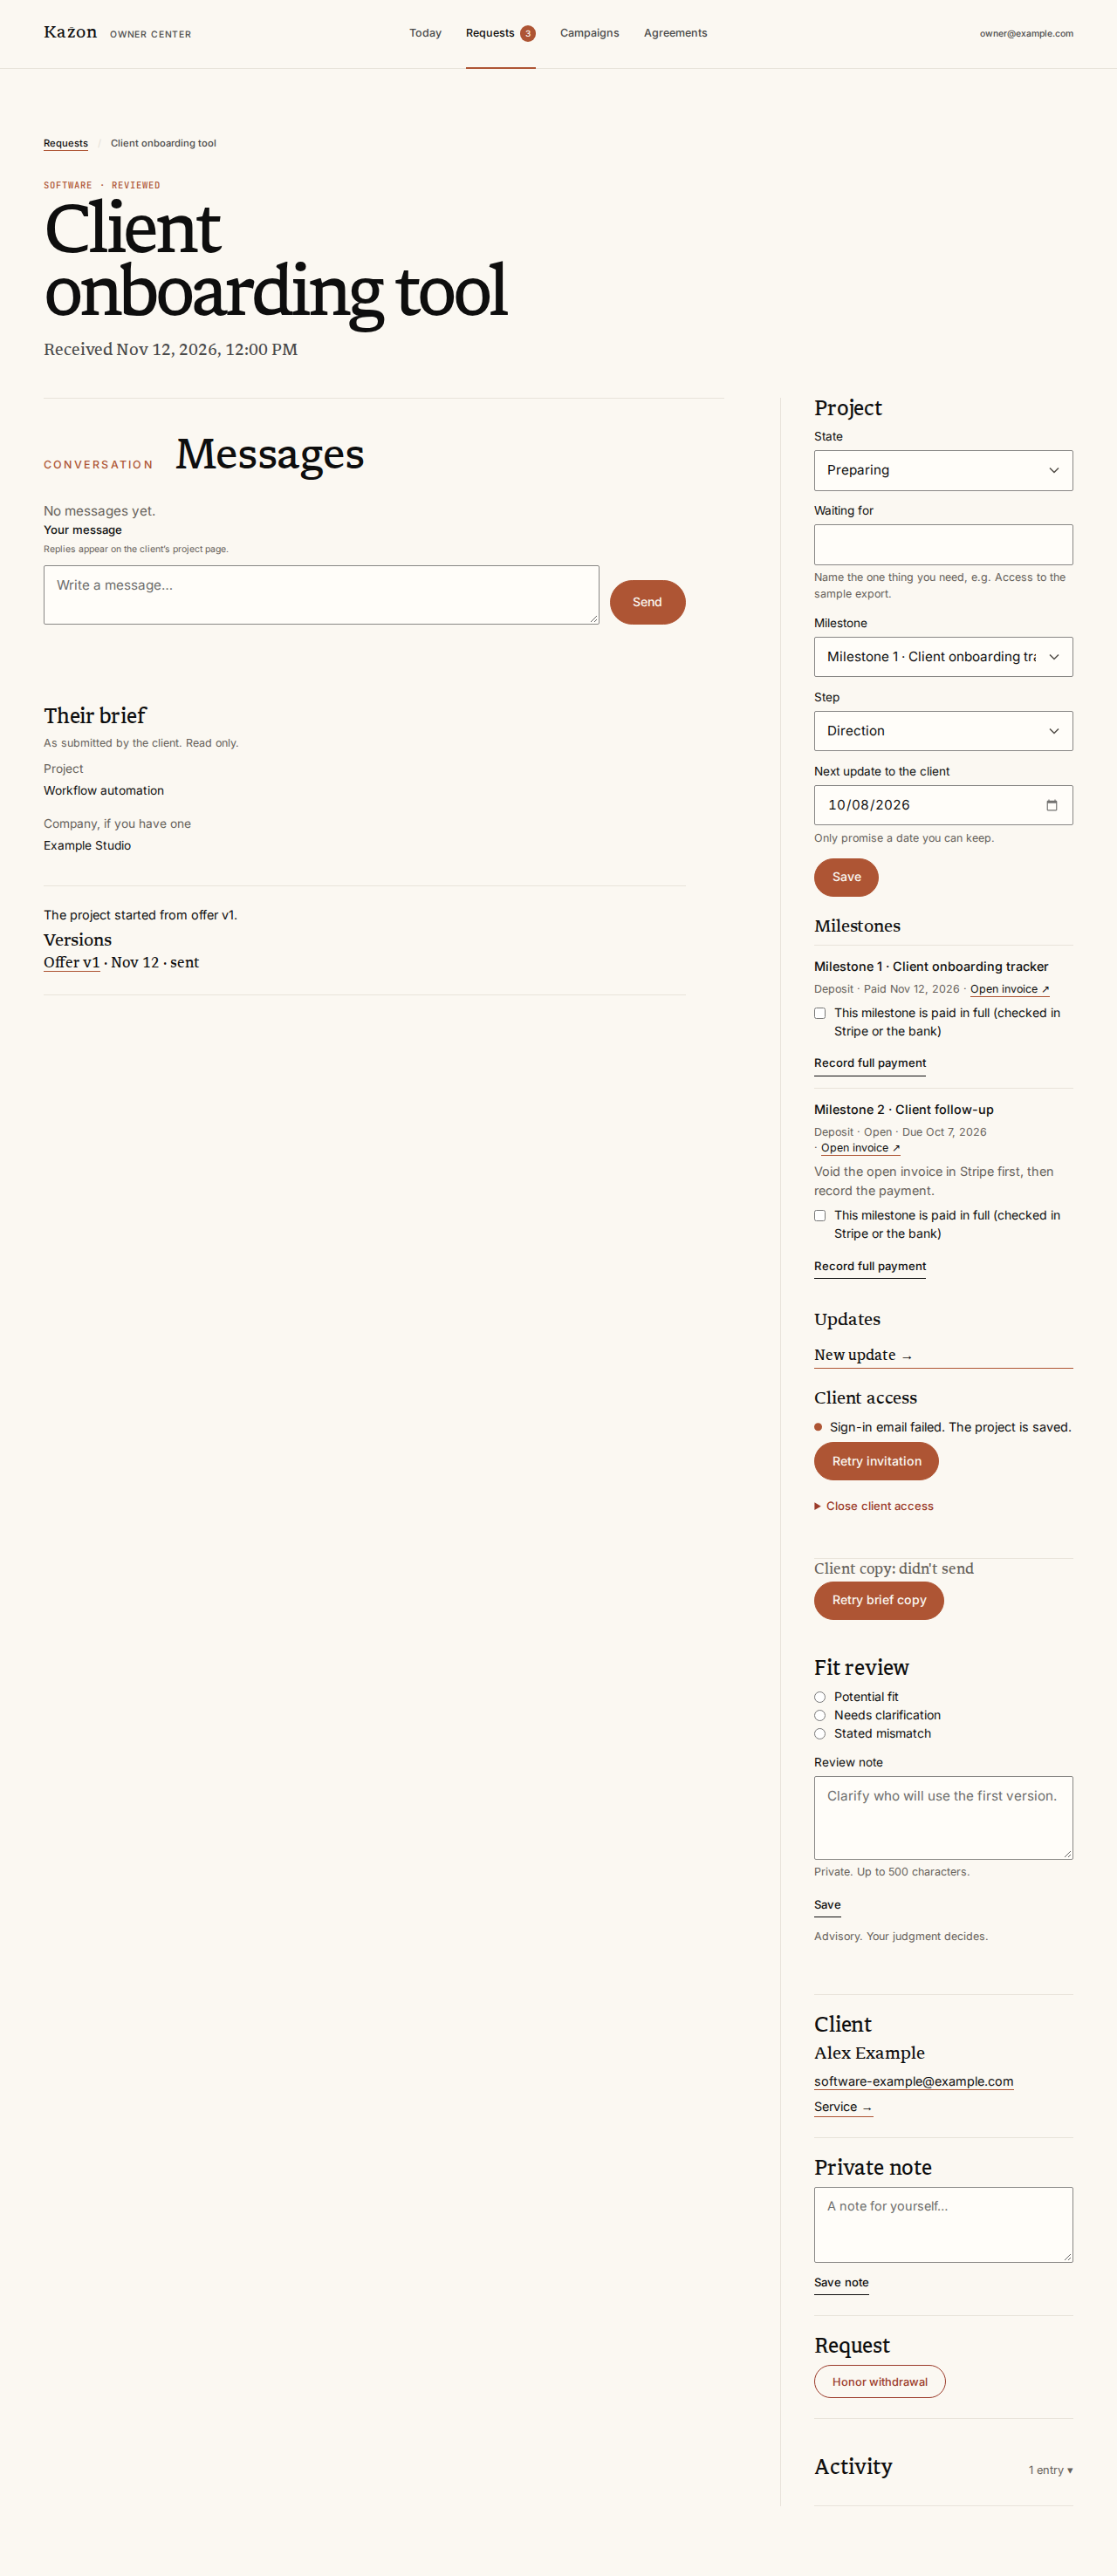 Kažon OWNER CENTER
Today
Requests 3
Campaigns
Agreements
owner@example.com
Requests / Client onboarding tool
SOFTWARE · REVIEWED
Client
onboarding tool
Received Nov 12, 2026, 12:00 PM
CONVERSATION Messages
No messages yet.
Your message
Replies appear on the client's project page.
Write a message...
Send
Their brief
As submitted by the client. Read only.
Project
Workflow automation
Company, if you have one
Example Studio
The project started from offer v1.
Versions
Offer v1 · Nov 12 · sent
Project
State
Preparing
Waiting for
Name the one thing you need, e.g. Access to the
sample export.
Milestone
Milestone 1 · Client onboarding tra
Step
Direction
Next update to the client
10/08/2026
Only promise a date you can keep.
Save
Milestones
Milestone 1 · Client onboarding tracker
Deposit · Paid Nov 12, 2026 · Open invoice ↗
This milestone is paid in full (checked in
Stripe or the bank)
Record full payment
Milestone 2 · Client follow-up
Deposit · Open · Due Oct 7, 2026
· Open invoice ↗
Void the open invoice in Stripe first, then
record the payment.
This milestone is paid in full (checked in
Stripe or the bank)
Record full payment
Updates
New update →
Client access
Sign-in email failed. The project is saved.
Retry invitation
▶ Close client access
Client copy: didn't send
Retry brief copy
Fit review
Potential fit
Needs clarification
Stated mismatch
Review note
Clarify who will use the first version.
Private. Up to 500 characters.
Save
Advisory. Your judgment decides.
Client
Alex Example
software-example@example.com
Service →
Private note
A note for yourself...
Save note
Request
Honor withdrawal
Activity
1 entry ▾